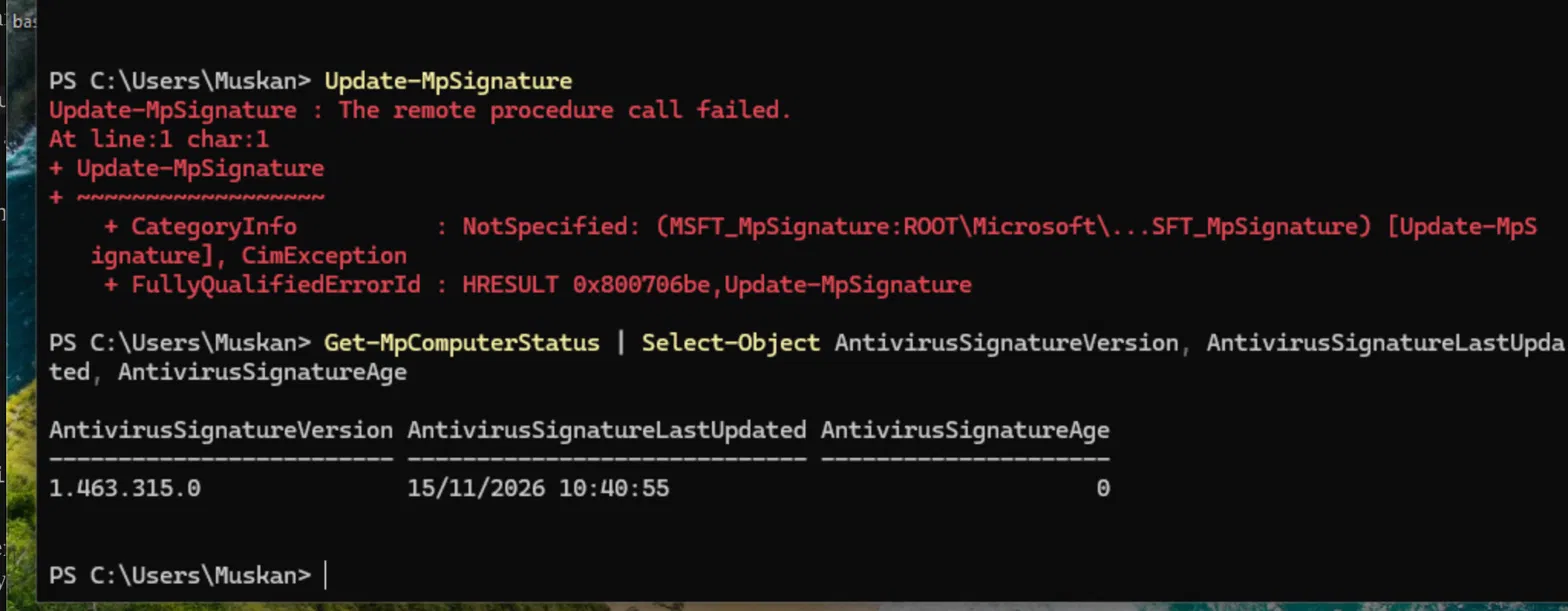 bas
PS C:\Users\Muskan> Update-MpSignature
Update-MpSignature : The remote procedure call failed.
At line:1 char:1
+ Update-MpSignature
+ ~~~~~~~~~~~~~~~~~~
+ CategoryInfo          : NotSpecified: (MSFT_MpSignature:ROOT\Microsoft\...SFT_MpSignature) [Update-MpS
ignature], CimException
+ FullyQualifiedErrorId : HRESULT 0x800706be,Update-MpSignature
PS C:\Users\Muskan> Get-MpComputerStatus | Select-Object AntivirusSignatureVersion, AntivirusSignatureLastUpda
ted, AntivirusSignatureAge
AntivirusSignatureVersion AntivirusSignatureLastUpdated AntivirusSignatureAge
------------------------- ----------------------------- ---------------------
1.463.315.0               15/11/2026 10:40:55                               0
PS C:\Users\Muskan>